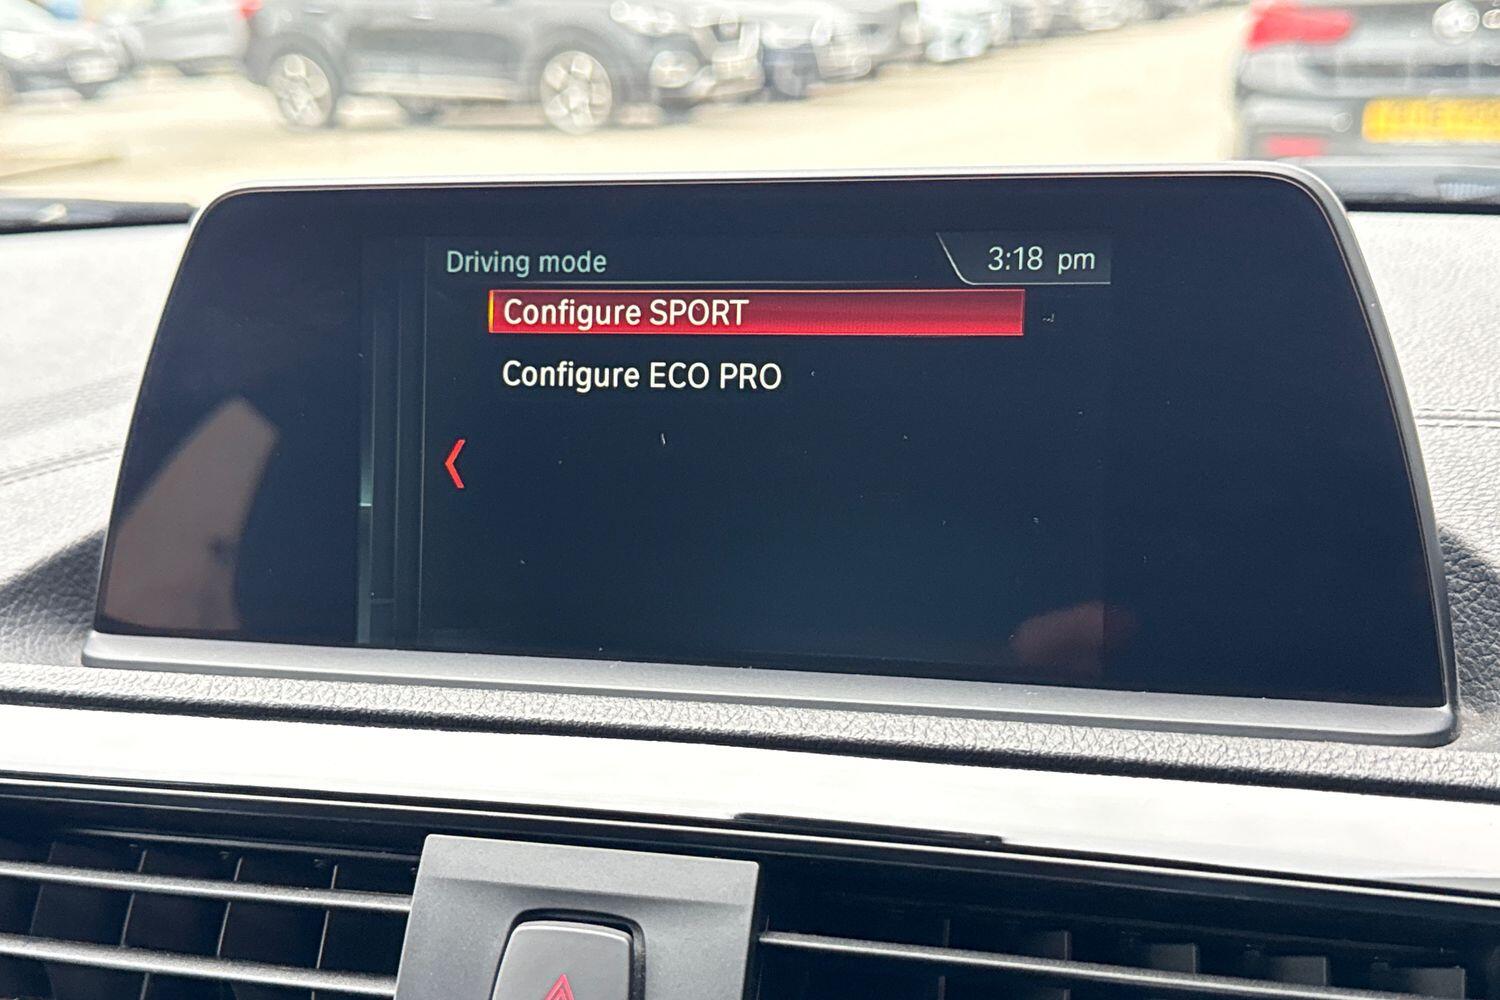 Driving mode
3:18 pm
Configure SPORT
Configure ECO PRO